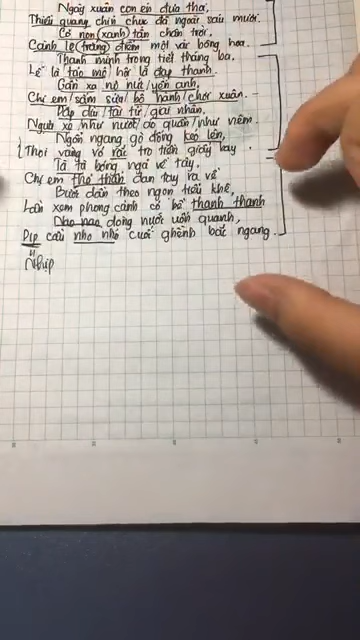 Ngày xuân con én đưa thoi,
Thiều quang chín chục đã ngoài sáu mươi.
Cỏ non (xanh) tận chân trời,
Cành lê (trắng) điểm một vài bông hoa.
Thanh minh trong tiết tháng ba,
Lễ là tảo mộ hội là đạp thanh.
Gần xa nô nức / yến anh,
Chị em / sắm sửa / bộ hành / chơi xuân.
Dập dìu / tài tử / giai nhân,
Ngựa xe / như nước / áo quần / như nêm.
Ngổn ngang gò đống kéo lên,
Thoi vàng vó rắc tro tiền giấy bay.
Tà tà bóng ngả về tây,
Chị em thơ thẩn dan tay ra về
Bước dần theo ngọn tiểu khê,
Lần xem phong cảnh có bề thanh thanh
Nao nao dòng nước uốn quanh,
Dịp cầu nho nhỏ cuối ghềnh bắt ngang.
Nhịp